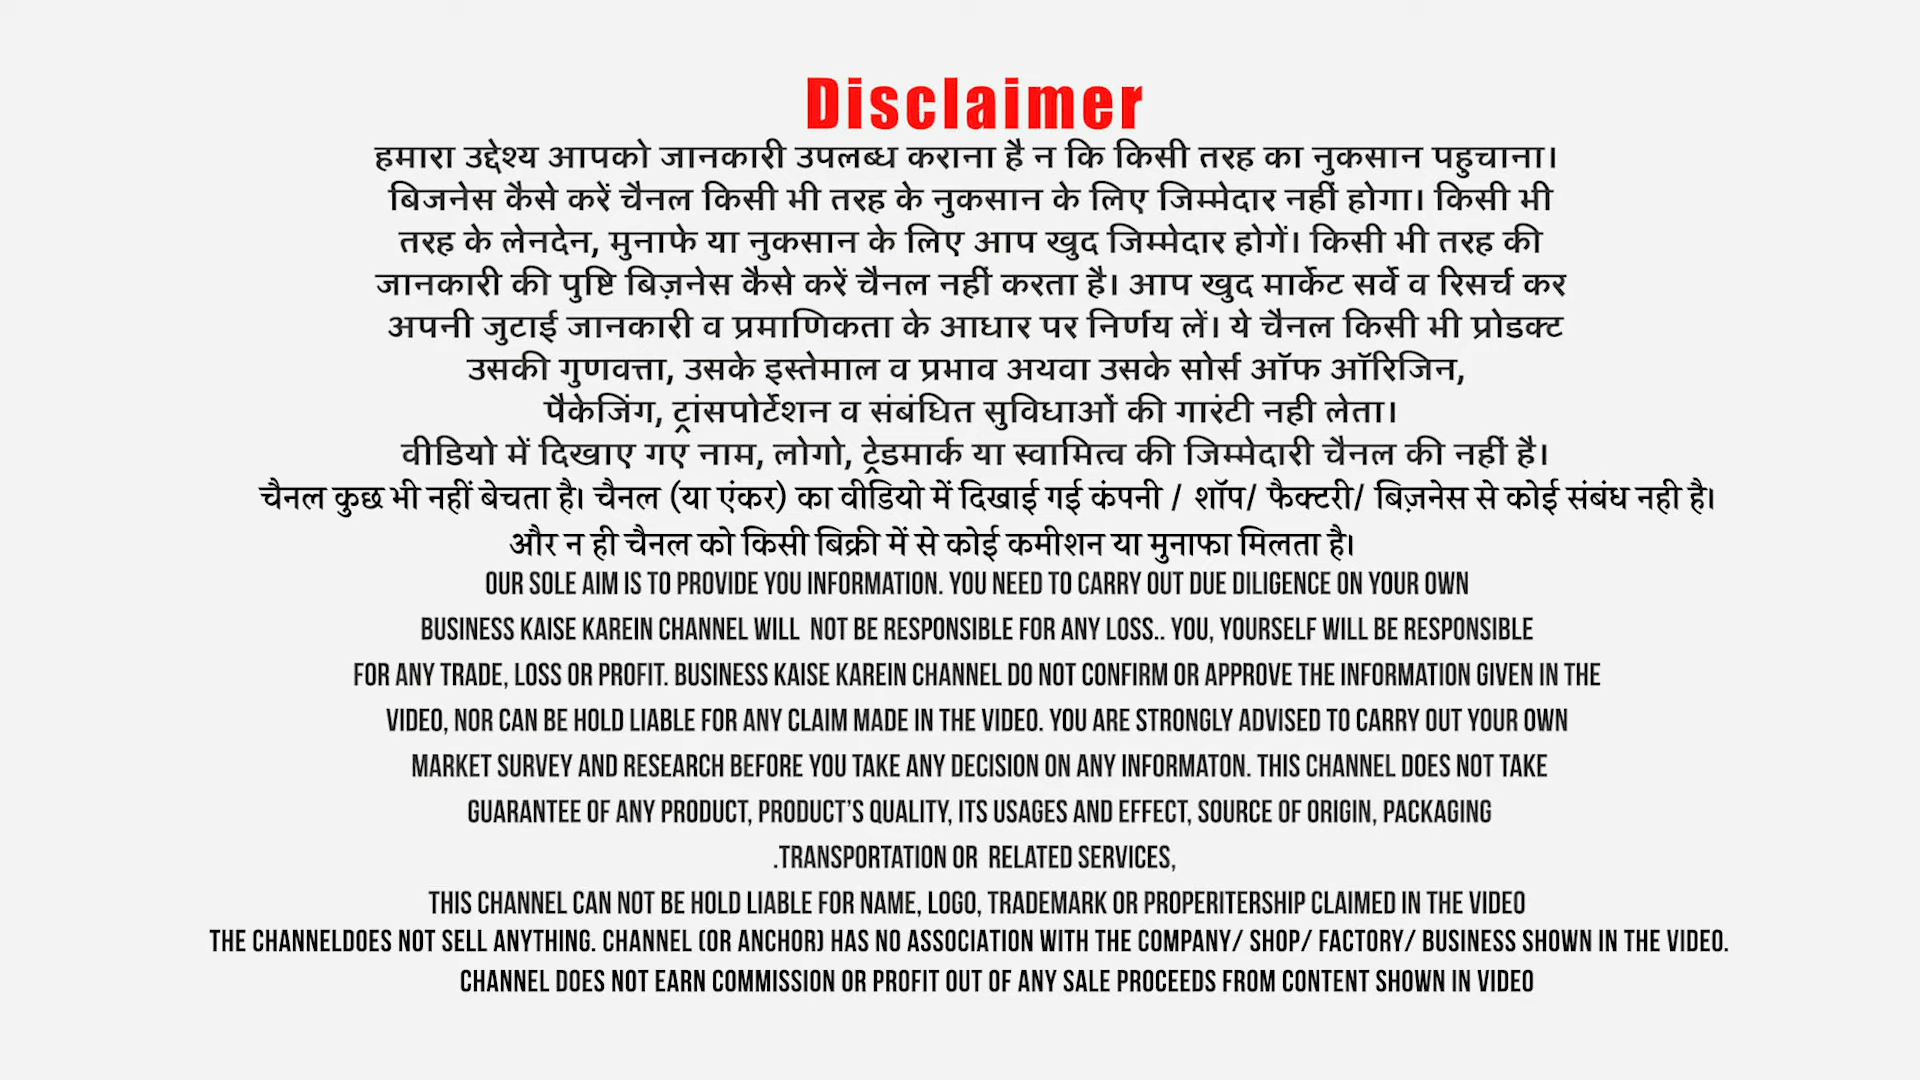 Disclaimer
हमारा उद्देश्य आपको जानकारी उपलब्ध कराना है न कि किसी तरह का नुकसान पहुचाना।
बिजनेस कैसे करें चैनल किसी भी तरह के नुकसान के लिए जिम्मेदार नहीं होगा। किसी भी
तरह के लेनदेन, मुनाफे या नुकसान के लिए आप खुद जिम्मेदार होगें। किसी भी तरह की
जानकारी की पुष्टि बिज़नेस कैसे करें चैनल नहीं करता है। आप खुद मार्केट सर्वे व रिसर्च कर
अपनी जुटाई जानकारी व प्रमाणिकता के आधार पर निर्णय लें। ये चैनल किसी भी प्रोडक्ट
उसकी गुणवत्ता, उसके इस्तेमाल व प्रभाव अथवा उसके सोर्स ऑफ ऑरिजिन,
पैकेजिंग, ट्रांसपोर्टेशन व संबंधित सुविधाओं की गारंटी नही लेता।
वीडियो में दिखाए गए नाम, लोगो, ट्रेडमार्क या स्वामित्व की जिम्मेदारी चैनल की नहीं है।
चैनल कुछ भी नहीं बेचता है। चैनल (या एंकर) का वीडियो में दिखाई गई कंपनी / शॉप/ फैक्टरी/ बिज़नेस से कोई संबंध नही है।
और न ही चैनल को किसी बिक्री में से कोई कमीशन या मुनाफा मिलता है।
OUR SOLE AIM IS TO PROVIDE YOU INFORMATION. YOU NEED TO CARRY OUT DUE DILIGENCE ON YOUR OWN
BUSINESS KAISE KAREIN CHANNEL WILL  NOT BE RESPONSIBLE FOR ANY LOSS.. YOU, YOURSELF WILL BE RESPONSIBLE
FOR ANY TRADE, LOSS OR PROFIT. BUSINESS KAISE KAREIN CHANNEL DO NOT CONFIRM OR APPROVE THE INFORMATION GIVEN IN THE
VIDEO, NOR CAN BE HOLD LIABLE FOR ANY CLAIM MADE IN THE VIDEO. YOU ARE STRONGLY ADVISED TO CARRY OUT YOUR OWN
MARKET SURVEY AND RESEARCH BEFORE YOU TAKE ANY DECISION ON ANY INFORMATON. THIS CHANNEL DOES NOT TAKE
GUARANTEE OF ANY PRODUCT, PRODUCT'S QUALITY, ITS USAGES AND EFFECT, SOURCE OF ORIGIN, PACKAGING
.TRANSPORTATION OR  RELATED SERVICES,
THIS CHANNEL CAN NOT BE HOLD LIABLE FOR NAME, LOGO, TRADEMARK OR PROPERITERSHIP CLAIMED IN THE VIDEO
THE CHANNELDOES NOT SELL ANYTHING. CHANNEL (OR ANCHOR) HAS NO ASSOCIATION WITH THE COMPANY/ SHOP/ FACTORY/ BUSINESS SHOWN IN THE VIDEO.
CHANNEL DOES NOT EARN COMMISSION OR PROFIT OUT OF ANY SALE PROCEEDS FROM CONTENT SHOWN IN VIDEO